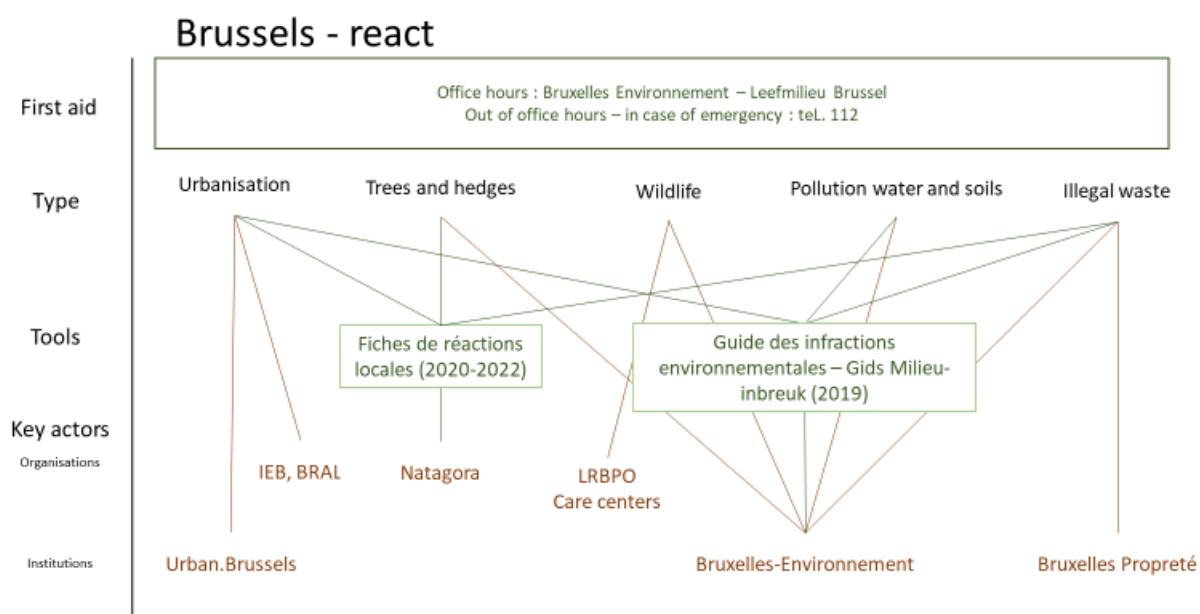 Brussels - react
First aid
Office hours : Bruxelles Environnement – Leefmilieu Brussel
Out of office hours – in case of emergency : teL. 112
Type
Urbanisation
Trees and hedges
Wildlife
Pollution water and soils
Illegal waste
Tools
Fiches de réactions
locales (2020-2022)
Guide des infractions
environnementales – Gids Milieu-
inbreuk (2019)
Key actors
Organisations
IEB, BRAL
Natagora
LRBPO
Care centers
Institutions
Urban.Brussels
Bruxelles-Environnement
Bruxelles Propreté